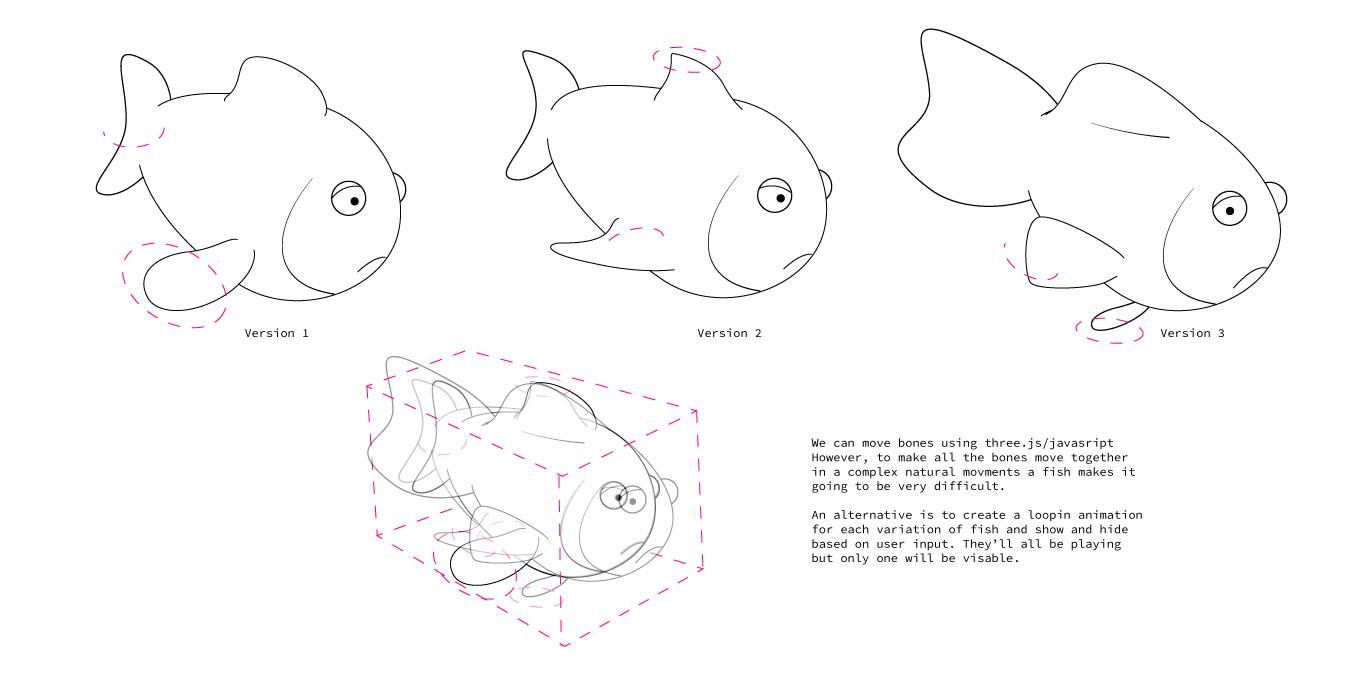 Version 1
Version 2
Version 3
We can move bones using three.js/javasript
However, to make all the bones move together
in a complex natural movments a fish makes it
going to be very difficult.
An alternative is to create a loopin animation
for each variation of fish and show and hide
based on user input. They’ll all be playing
but only one will be visable.